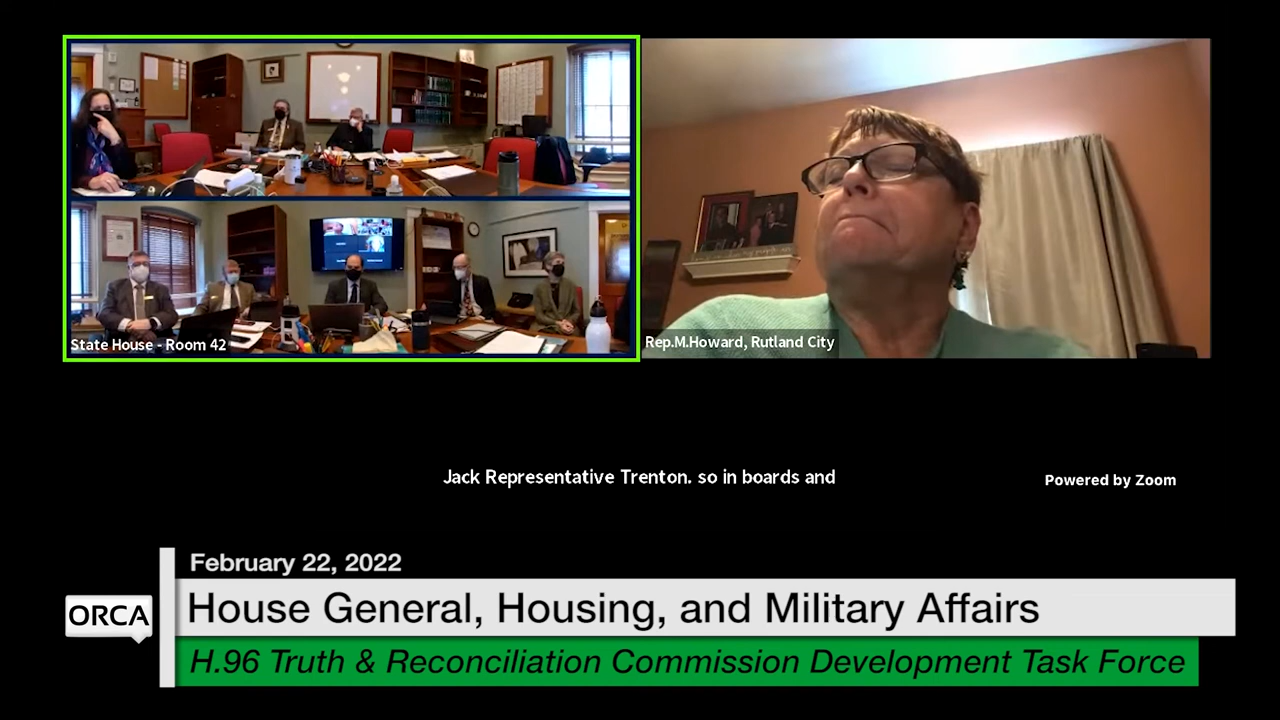 State House - Room 42
Rep.M.Howard, Rutland City
Jack Representative Trenton. so in boards and
Powered by Zoom
February 22, 2022
ORCA
House General, Housing, and Military Affairs
H.96 Truth & Reconciliation Commission Development Task Force